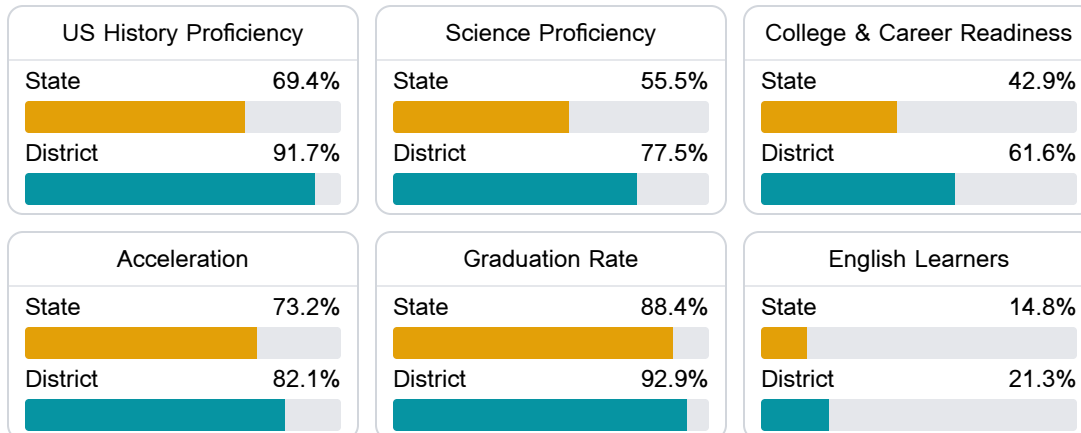 US History Proficiency
State 69.4%
District 91.7%
Science Proficiency
State 55.5%
District 77.5%
College & Career Readiness
State 42.9%
District 61.6%
Acceleration
State 73.2%
District 82.1%
Graduation Rate
State 88.4%
District 92.9%
English Learners
State 14.8%
District 21.3%